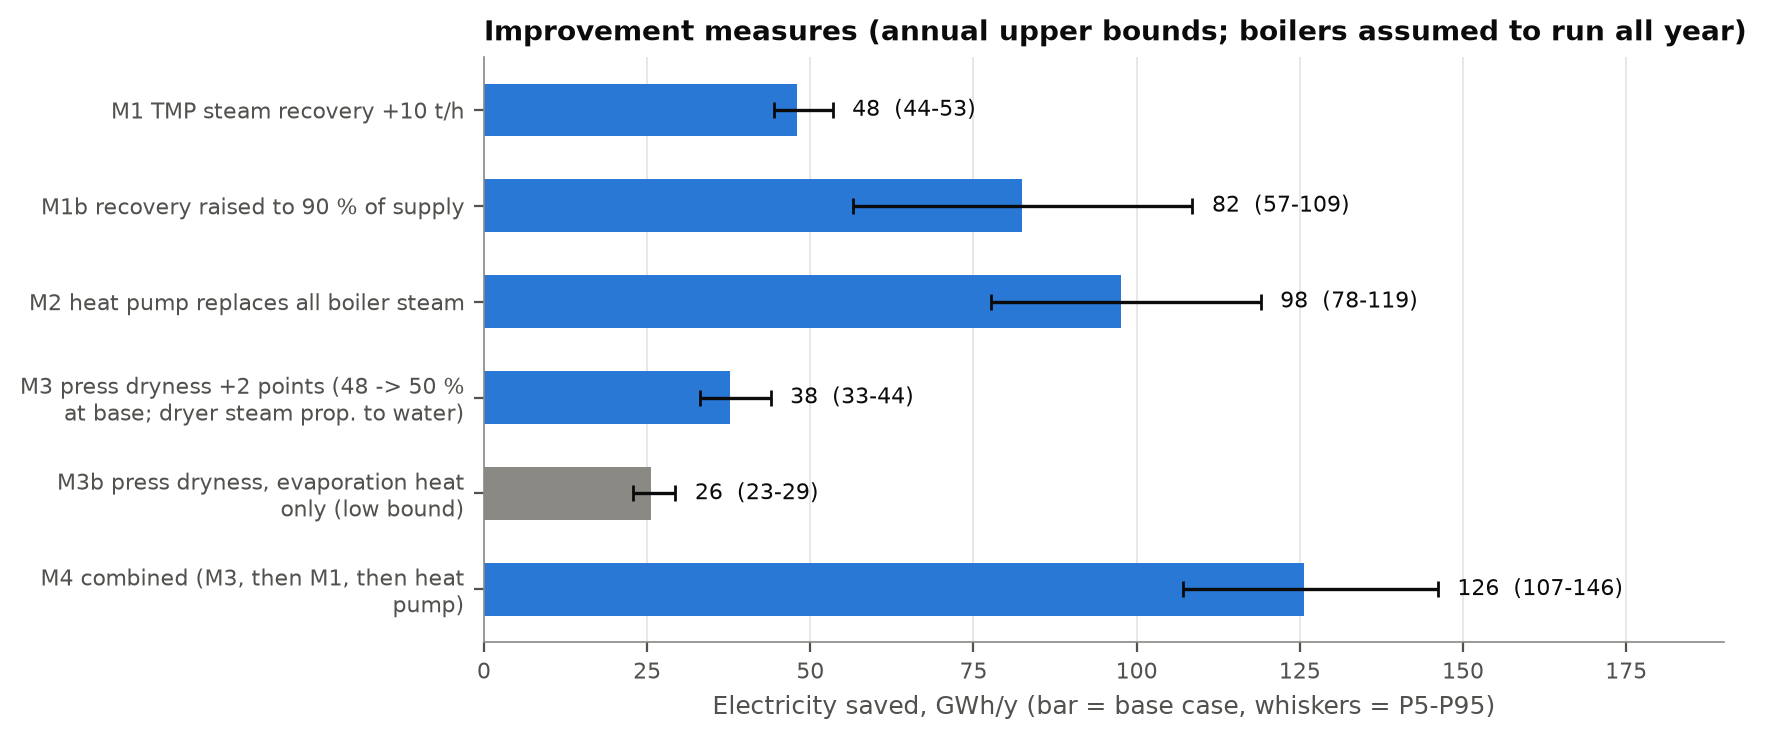 Improvement measures (annual upper bounds; boilers assumed to run all year)
M1 TMP steam recovery +10 t/h
48 (44-53)
M1b recovery raised to 90 % of supply
82 (57-109)
M2 heat pump replaces all boiler steam
98 (78-119)
M3 press dryness +2 points (48 -> 50 %
at base; dryer steam prop. to water)
38 (33-44)
M3b press dryness, evaporation heat
only (low bound)
26 (23-29)
M4 combined (M3, then M1, then heat
pump)
126 (107-146)
0 25 50 75 100 125 150 175
Electricity saved, GWh/y (bar = base case, whiskers = P5-P95)